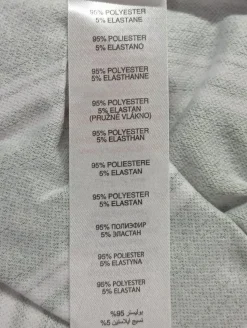 95% POLYESTER
5% ELASTANE
95% POLIESTER
5% ELASTANO
95% POLYESTER
5% ELASTHANNE
95% POLYESTER
5% ELASTAN
(PRUŽNÉ VLÁKNO)
95% POLYESTER
5% ELASTHAN
95% POLIESTERE
5% ELASTAN
95% POLYESTER
5% ELASTAN
95% ПОЛИЭФИР
5% ЭЛАСТАН
95% POLIESTER
5% ELASTYNA
95% POLYESTER
5% ELASTAN
بوليستر 95%
نسيج ايلاستين 5%